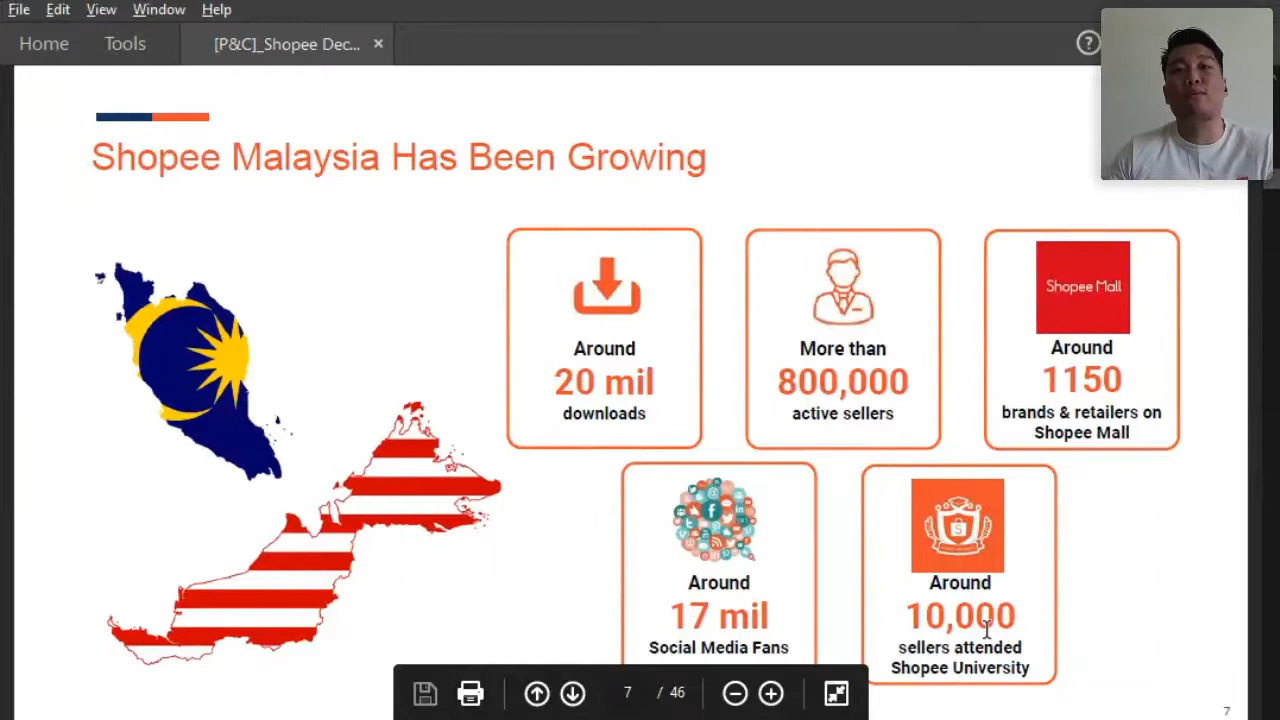 File Edit View Window Help
Home Tools [P&C]_Shopee Dec... × ?
Shopee Malaysia Has Been Growing
Around
20 mil
downloads
More than
800,000
active sellers
Shopee Mall
Around
1150
brands & retailers on
Shopee Mall
Around
17 mil
Social Media Fans
S
Around
10,000
sellers attended
Shopee University
7 / 46
7